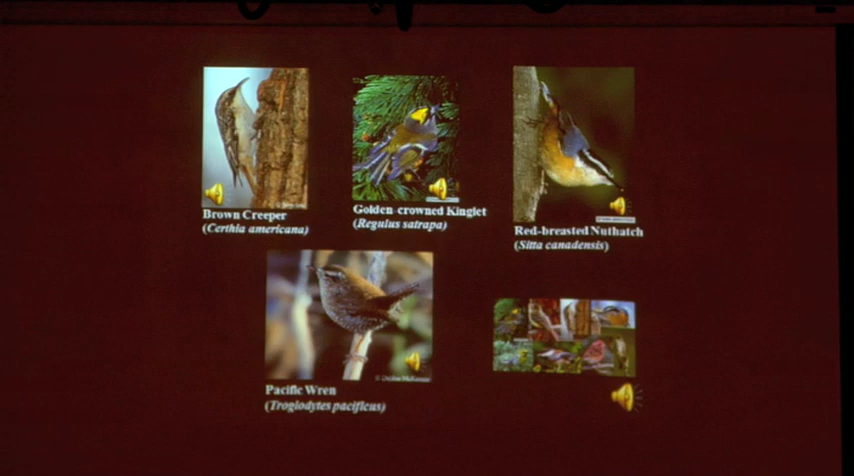 Brown Creeper
(Certhia americana)
Golden-crowned Kinglet
(Regulus satrapa)
Red-breasted Nuthatch
(Sitta canadensis)
Pacific Wren
(Troglodytes pacificus)